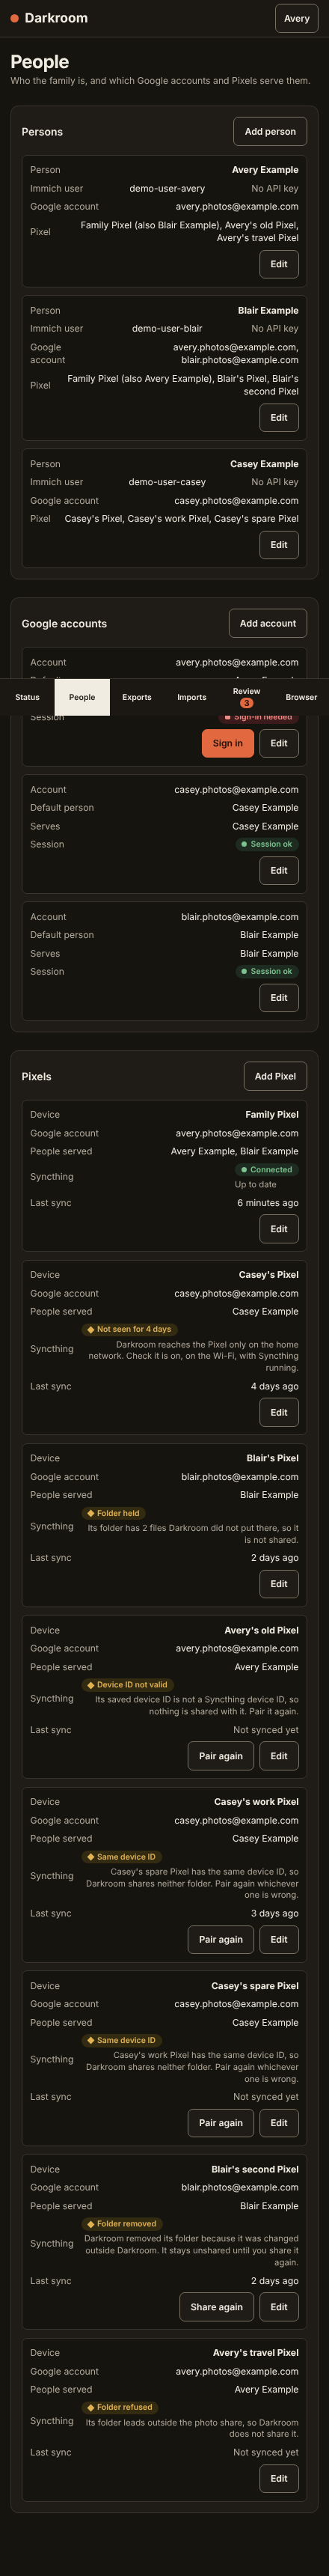 Darkroom
Avery
People
Who the family is, and which Google accounts and Pixels serve them.
Persons
Add person
Person Avery Example
Immich user demo-user-avery No API key
Google account avery.photos@example.com
Pixel Family Pixel (also Blair Example), Avery's old Pixel,
Avery's travel Pixel
Edit
Person Blair Example
Immich user demo-user-blair No API key
Google avery.photos@example.com,
account blair.photos@example.com
Pixel Family Pixel (also Avery Example), Blair's Pixel, Blair's
second Pixel
Edit
Person Casey Example
Immich user demo-user-casey No API key
Google account casey.photos@example.com
Pixel Casey's Pixel, Casey's work Pixel, Casey's spare Pixel
Edit
Google accounts
Add account
Account avery.photos@example.com
Status People Exports Imports Review 3 Browser
Session Sign-in needed
Sign in Edit
Account casey.photos@example.com
Default person Casey Example
Serves Casey Example
Session Session ok
Edit
Account blair.photos@example.com
Default person Blair Example
Serves Blair Example
Session Session ok
Edit
Pixels
Add Pixel
Device Family Pixel
Google account avery.photos@example.com
People served Avery Example, Blair Example
Syncthing Connected
Up to date
Last sync 6 minutes ago
Edit
Device Casey's Pixel
Google account casey.photos@example.com
People served Casey Example
Syncthing Not seen for 4 days
Darkroom reaches the Pixel only on the home
network. Check it is on, on the Wi-Fi, with Syncthing
running.
Last sync 4 days ago
Edit
Device Blair's Pixel
Google account blair.photos@example.com
People served Blair Example
Syncthing Folder held
Its folder has 2 files Darkroom did not put there, so it
is not shared.
Last sync 2 days ago
Edit
Device Avery's old Pixel
Google account avery.photos@example.com
People served Avery Example
Syncthing Device ID not valid
Its saved device ID is not a Syncthing device ID, so
nothing is shared with it. Pair it again.
Last sync Not synced yet
Pair again Edit
Device Casey's work Pixel
Google account casey.photos@example.com
People served Casey Example
Syncthing Same device ID
Casey's spare Pixel has the same device ID, so
Darkroom shares neither folder. Pair again whichever
one is wrong.
Last sync 3 days ago
Pair again Edit
Device Casey's spare Pixel
Google account casey.photos@example.com
People served Casey Example
Syncthing Same device ID
Casey's work Pixel has the same device ID, so
Darkroom shares neither folder. Pair again whichever
one is wrong.
Last sync Not synced yet
Pair again Edit
Device Blair's second Pixel
Google account blair.photos@example.com
People served Blair Example
Syncthing Folder removed
Darkroom removed its folder because it was changed
outside Darkroom. It stays unshared until you share it
again.
Last sync 2 days ago
Share again Edit
Device Avery's travel Pixel
Google account avery.photos@example.com
People served Avery Example
Syncthing Folder refused
Its folder leads outside the photo share, so Darkroom
does not share it.
Last sync Not synced yet
Edit